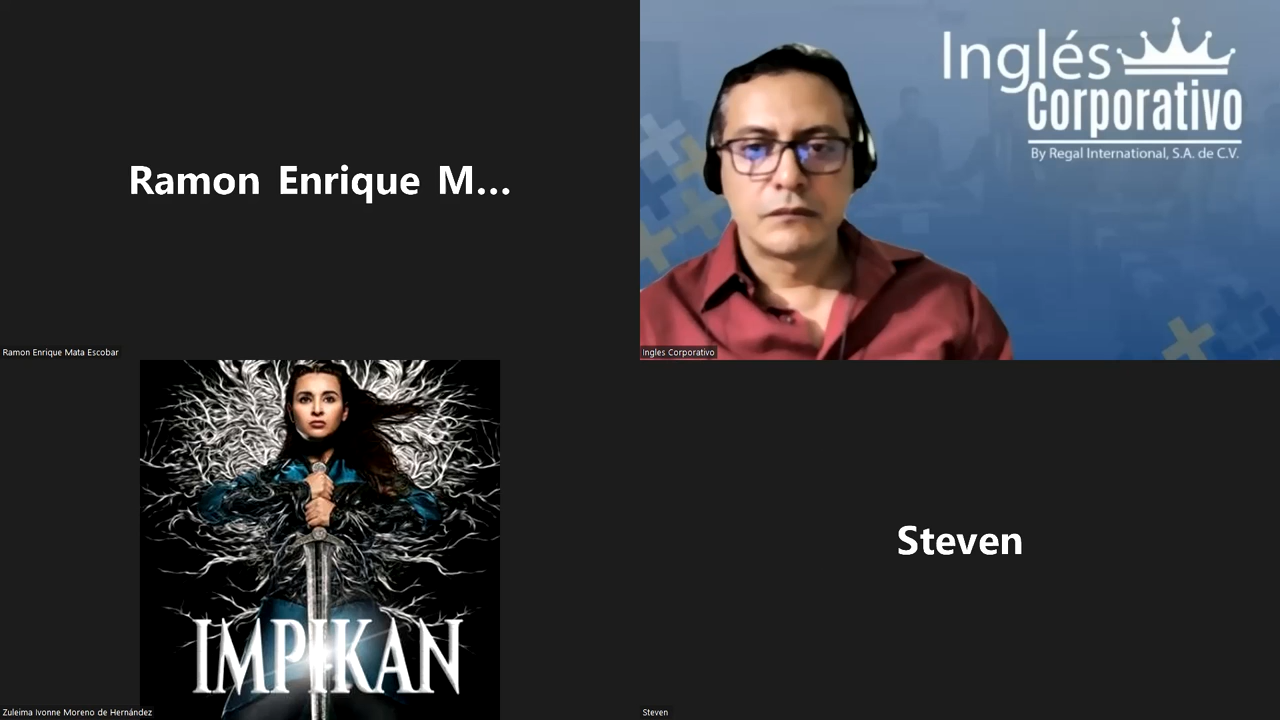 Ramon Enrique M...
Ramon Enrique Mata Escobar
Inglés
Corporativo
By Regal International, S.A. de C.V.
Ingles Corporativo
IMPIKAN
Zuleima Ivonne Moreno de Hernández
Steven
Steven